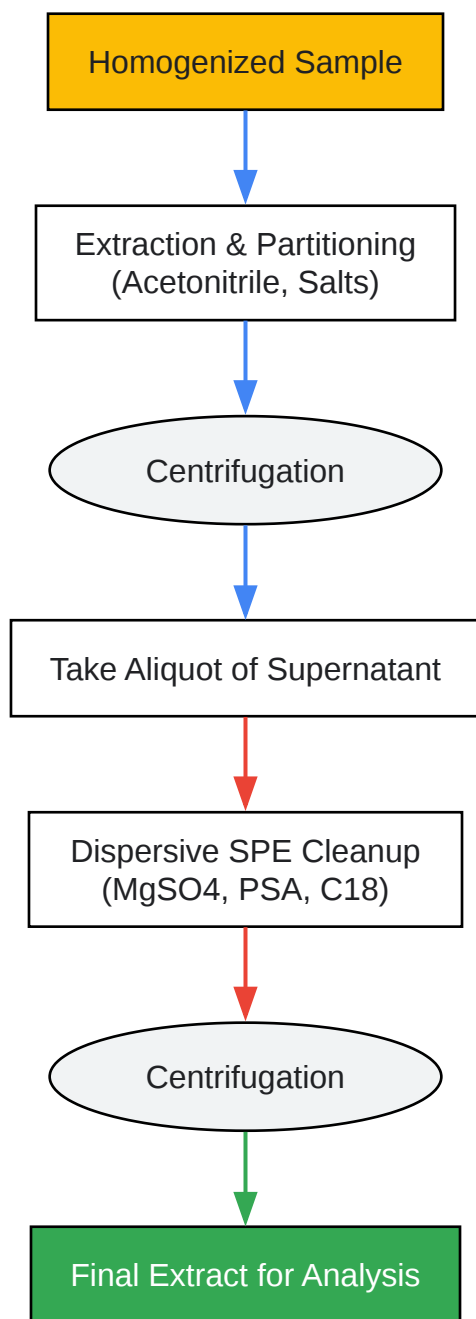 Homogenized Sample
Extraction & Partitioning
(Acetonitrile, Salts)
Centrifugation
Take Aliquot of Supernatant
Dispersive SPE Cleanup
(MgSO4, PSA, C18)
Centrifugation
Final Extract for Analysis